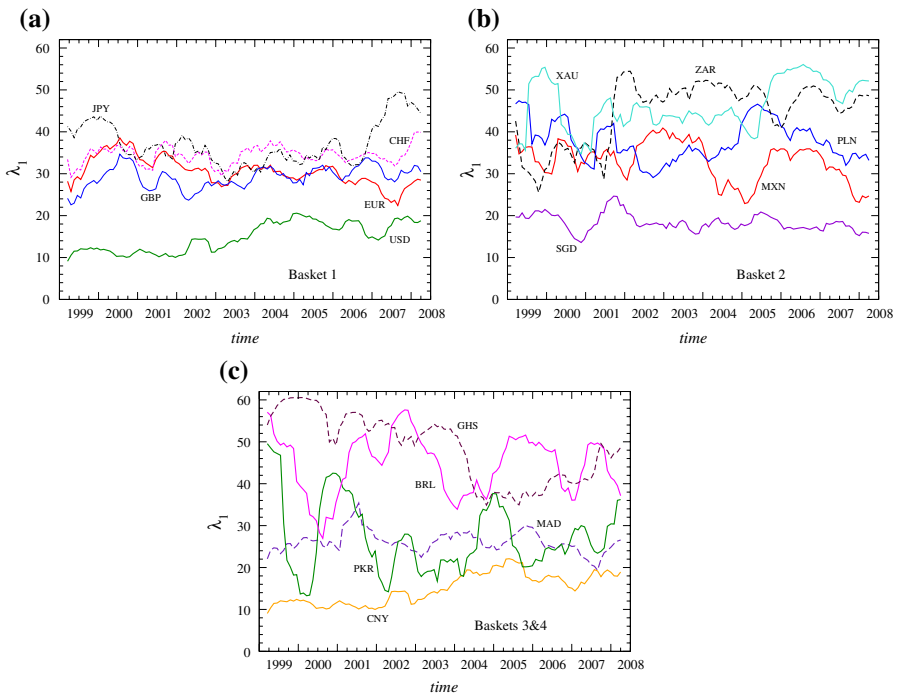 (a)
60
50
40
30
20
10
0
λ1
JPY
CHF
GBP
EUR
USD
Basket 1
1999 2000 2001 2002 2003 2004 2005 2006 2007 2008
time
(b)
60
50
40
30
20
10
0
λ1
XAU
ZAR
PLN
MXN
SGD
Basket 2
1999 2000 2001 2002 2003 2004 2005 2006 2007 2008
time
(c)
60
50
40
30
20
10
0
λ1
GHS
BRL
MAD
PKR
CNY
Baskets 3&4
1999 2000 2001 2002 2003 2004 2005 2006 2007 2008
time